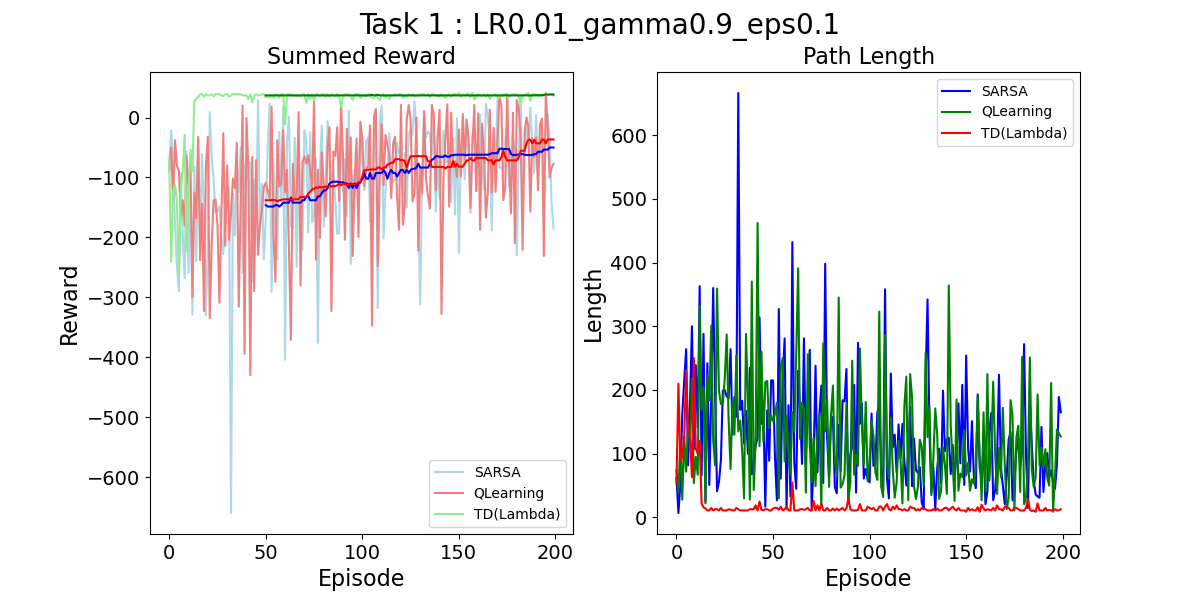 Task 1 : LR0.01_gamma0.9_eps0.1
Summed Reward
Reward
0
−100
−200
−300
−400
−500
−600
0
50
100
150
200
Episode
SARSA
QLearning
TD(Lambda)
Path Length
Length
600
500
400
300
200
100
0
0
50
100
150
200
Episode
SARSA
QLearning
TD(Lambda)